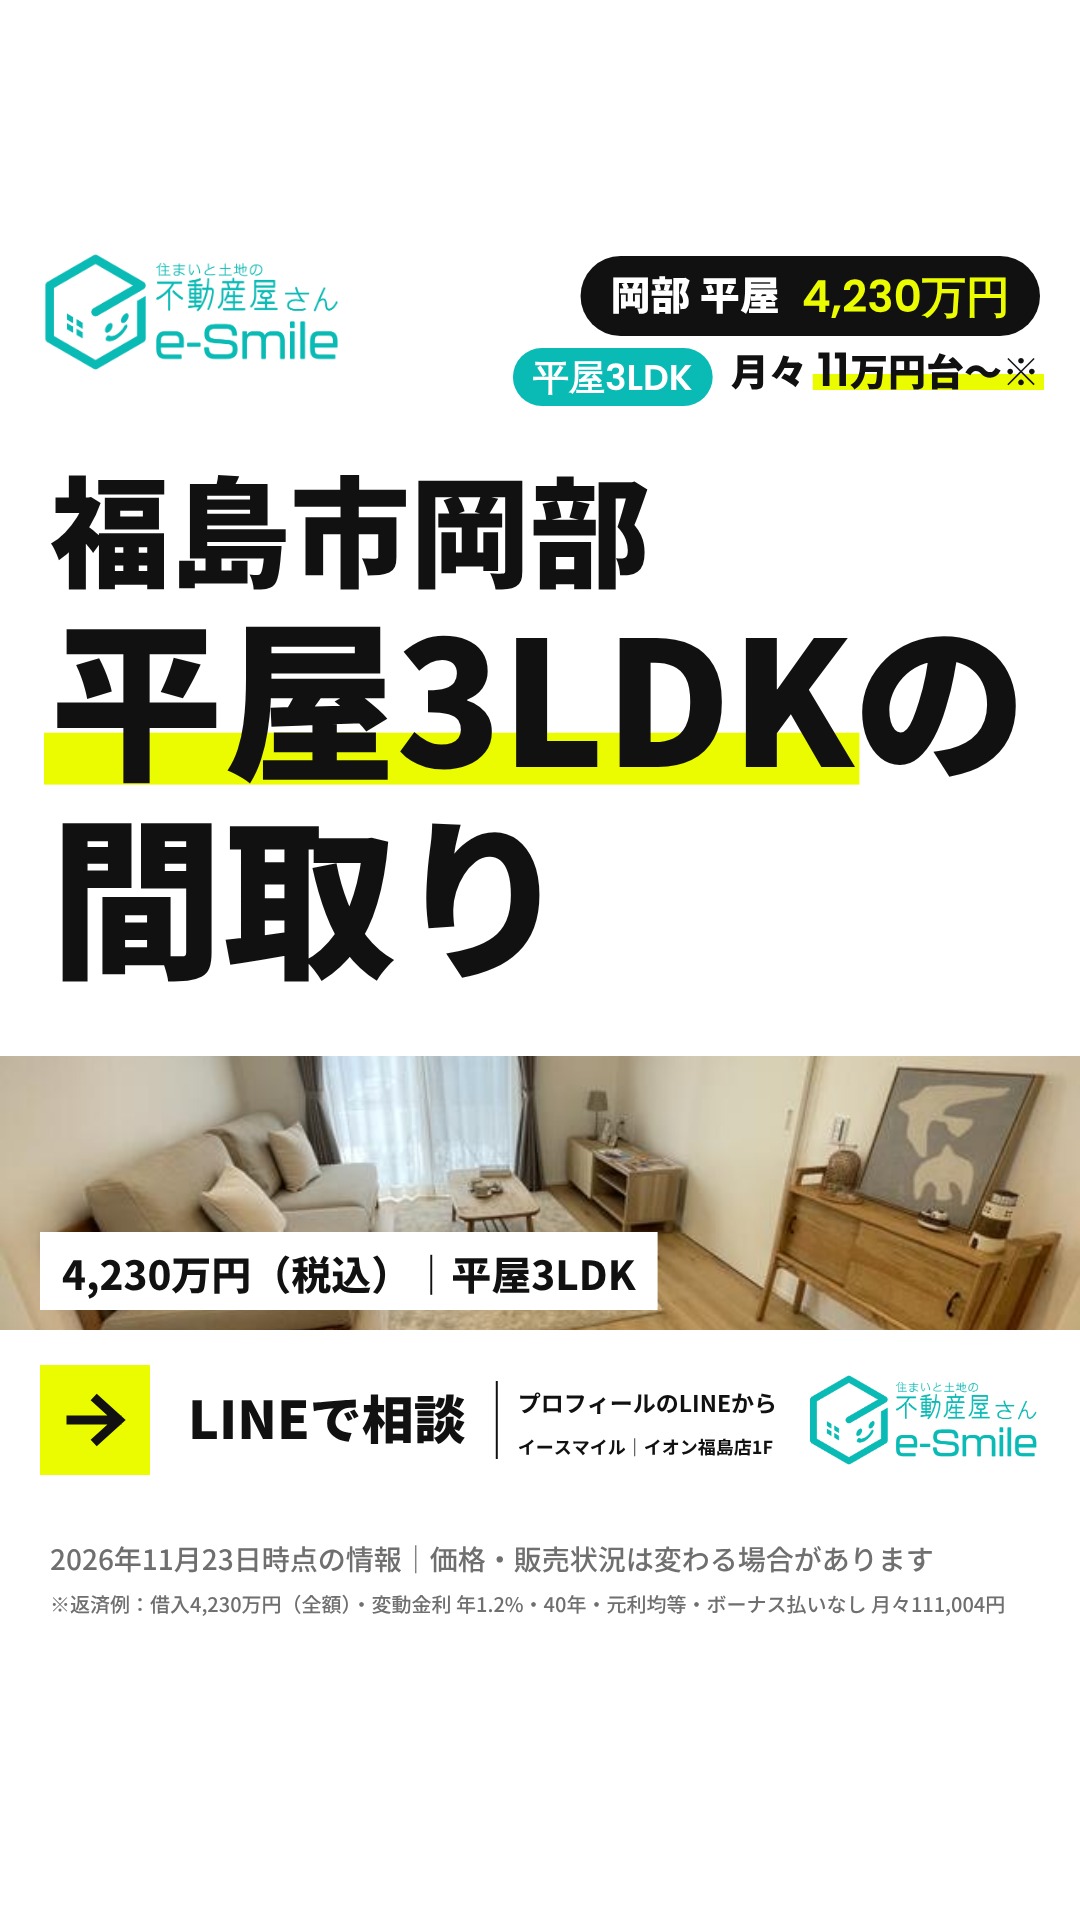 住まいと土地の
不動産屋さん
e-Smile
岡部 平屋 4,230万円
平屋3LDK 月々 11万円台〜※
福島市岡部
平屋3LDKの
間取り
4,230万円（税込）｜平屋3LDK
LINEで相談
プロフィールのLINEから
イースマイル｜イオン福島店1F
住まいと土地の
不動産屋さん
e-Smile
2026年11月23日時点の情報｜価格・販売状況は変わる場合があります
※返済例：借入4,230万円（全額）・変動金利 年1.2%・40年・元利均等・ボーナス払いなし 月々111,004円